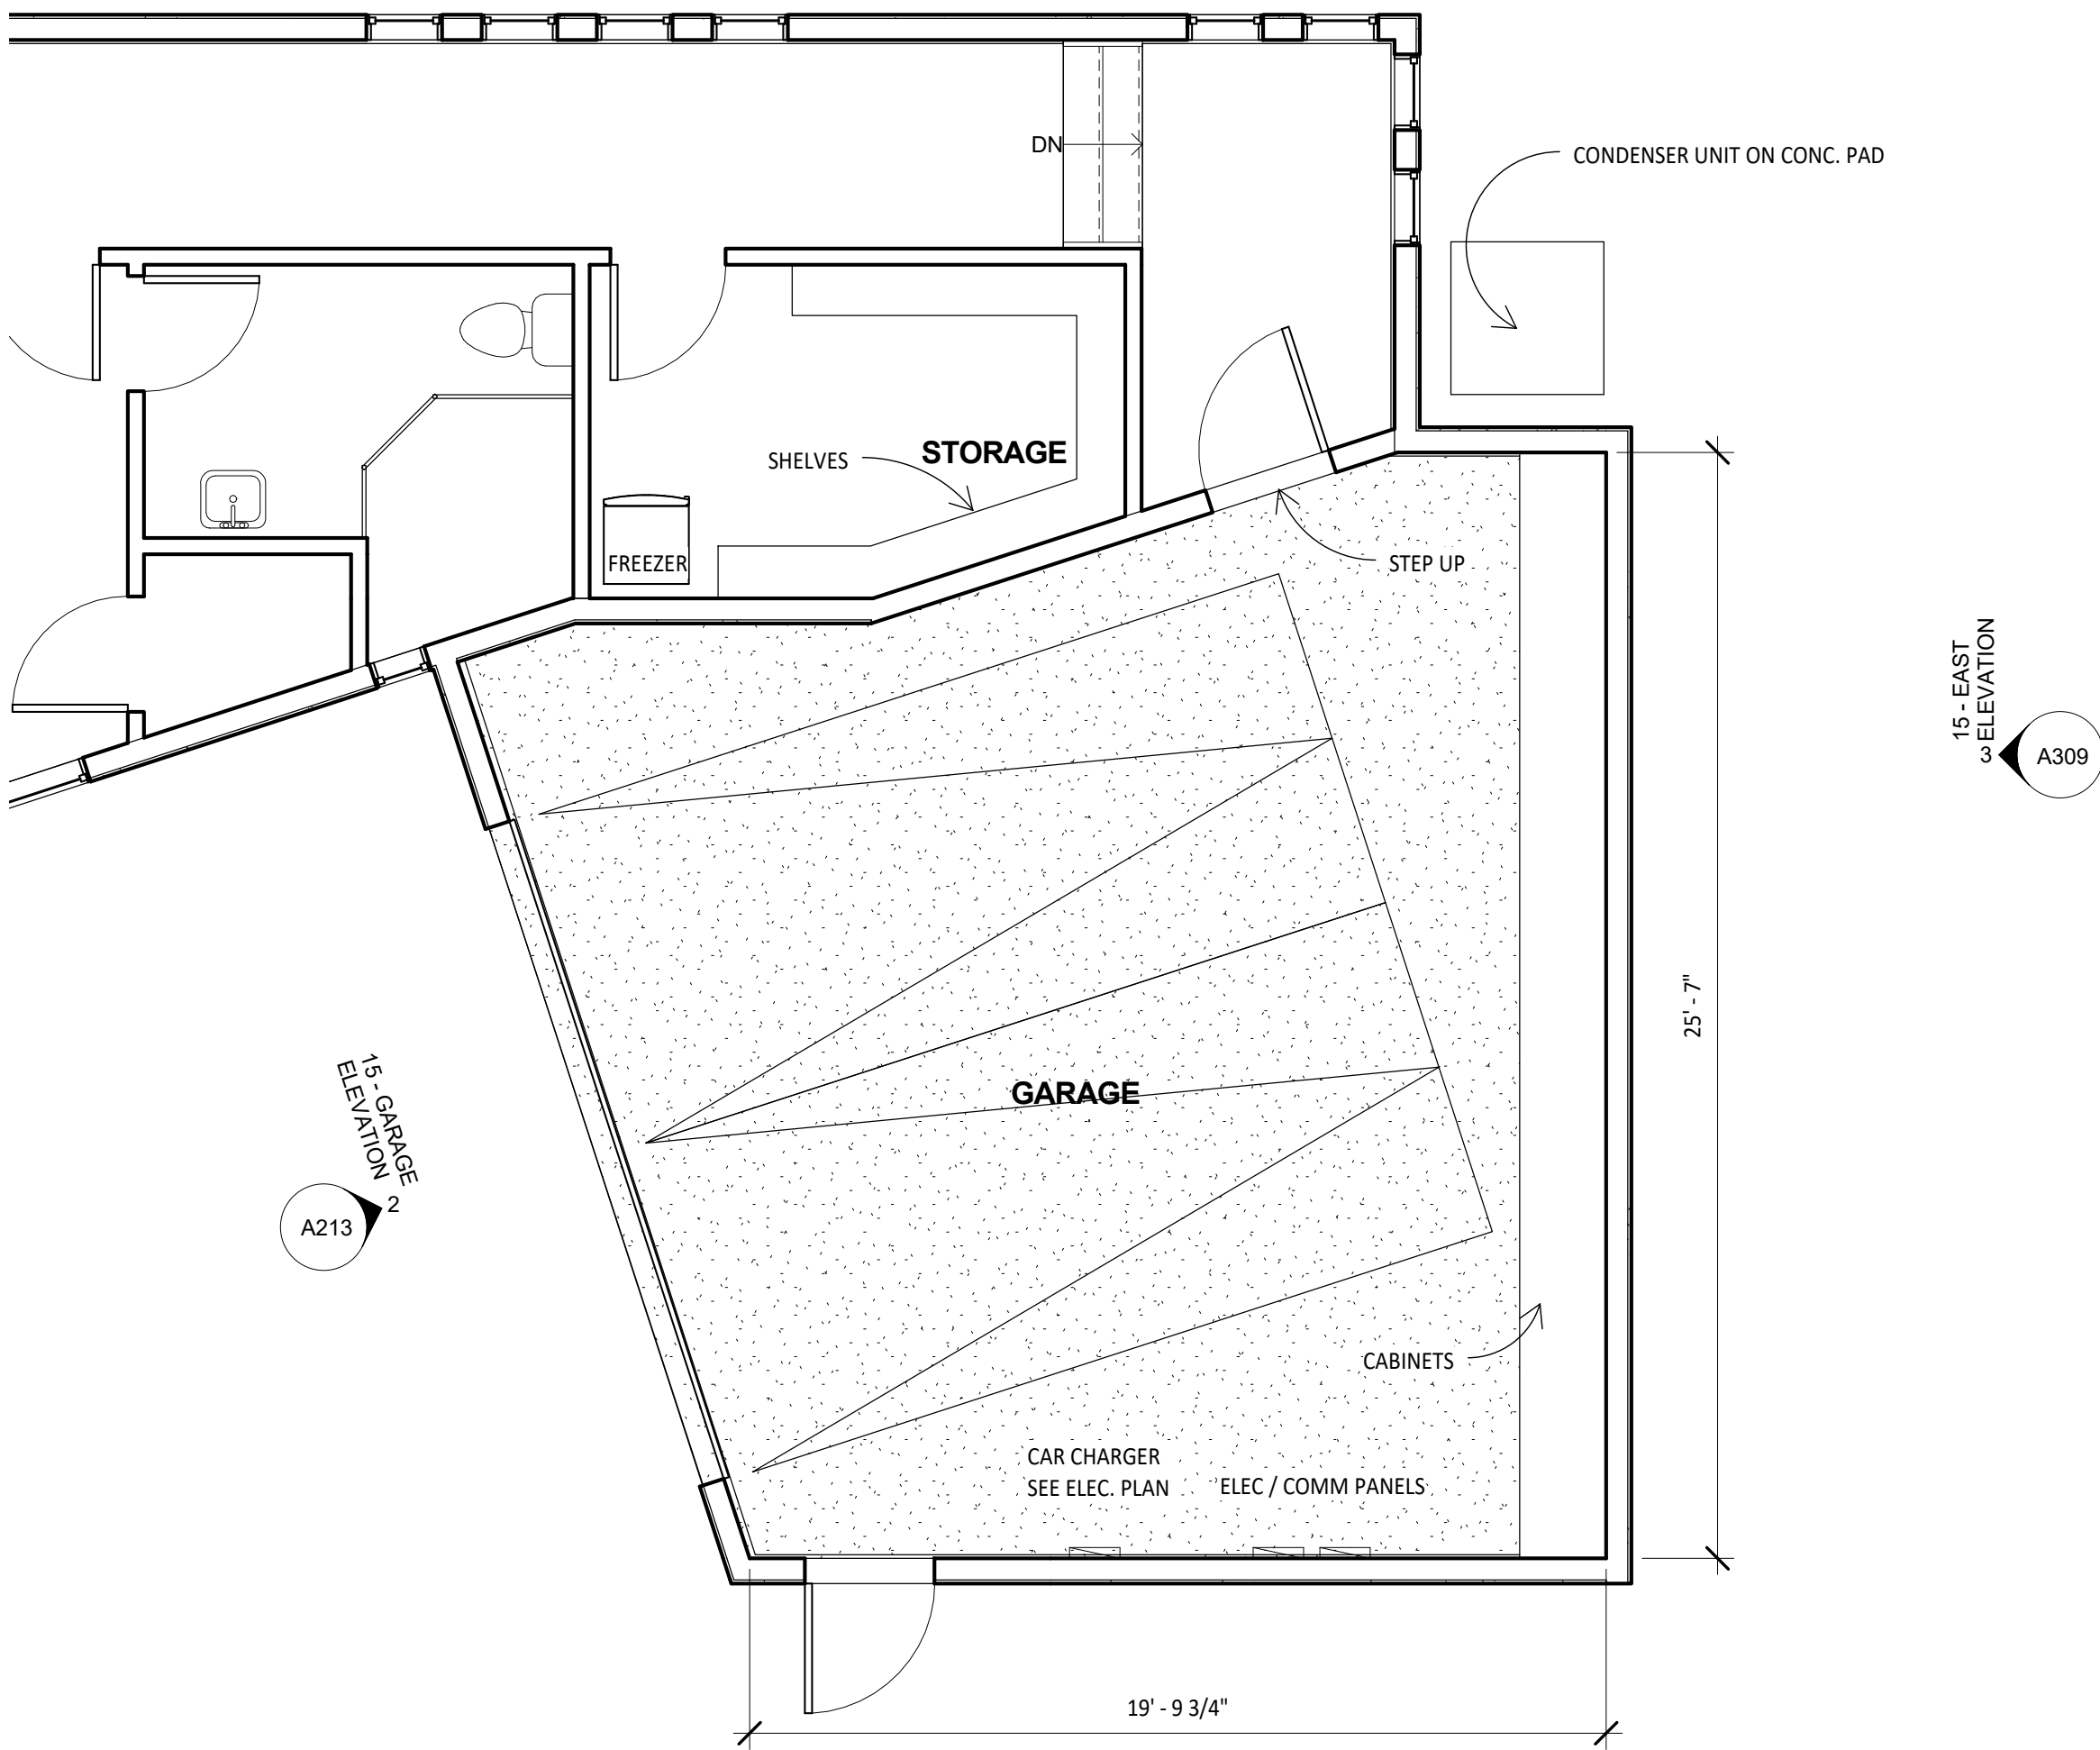 DN
CONDENSER UNIT ON CONC. PAD
STORAGE
SHELVES
FREEZER
STEP UP
15 - EAST
ELEVATION
3
A309
25' - 7"
15 - GARAGE
ELEVATION
2
A213
GARAGE
CABINETS
CAR CHARGER
SEE ELEC. PLAN
ELEC / COMM PANELS
19' - 9 3/4"